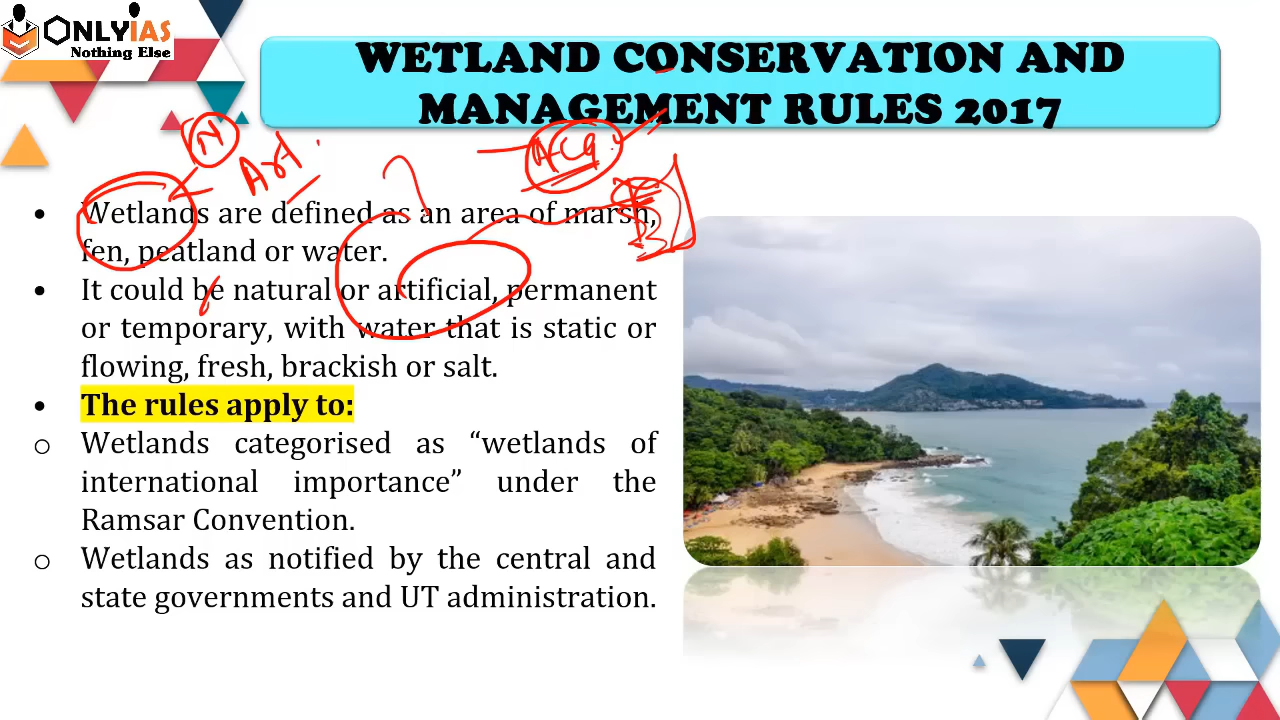 ONLYIAS
Nothing Else
WETLAND CONSERVATION AND
MANAGEMENT RULES 2017
N
Art.
• Wetlands are defined as an area of marsh,
fen, peatland or water.
• It could be natural or artificial, permanent
or temporary, with water that is static or
flowing, fresh, brackish or salt.
• The rules apply to:
o Wetlands categorised as “wetlands of
international importance” under the
Ramsar Convention.
o Wetlands as notified by the central and
state governments and UT administration.